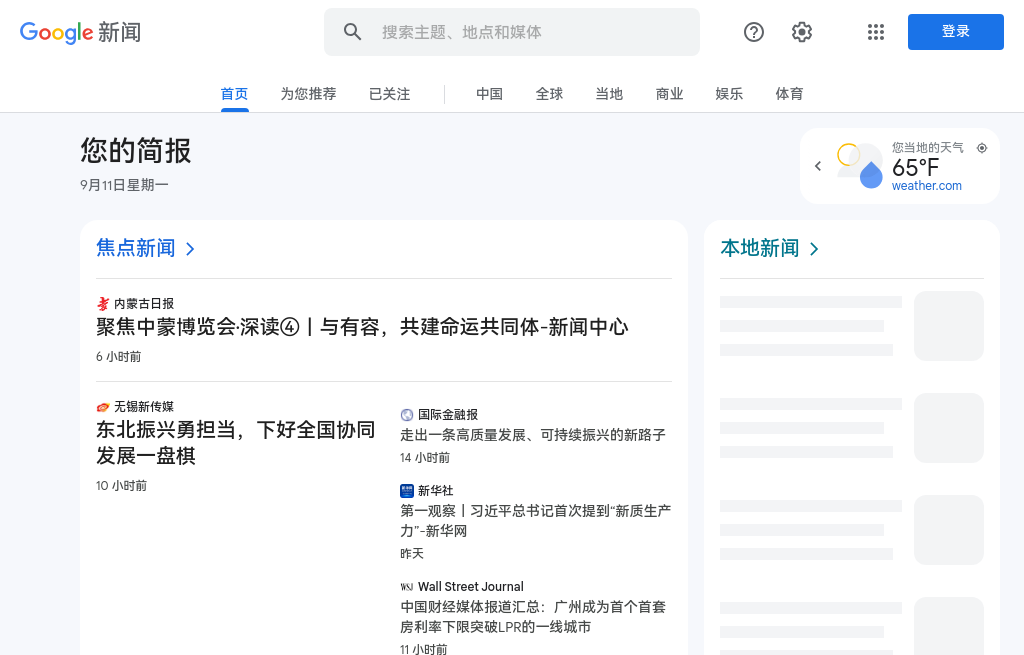 Google 新闻
搜索主题、地点和媒体
登录
首页
为您推荐
已关注
中国
全球
当地
商业
娱乐
体育
您的简报
9月11日星期一
您当地的天气
65°F
weather.com
焦点新闻
内蒙古日报
聚焦中蒙博览会·深读④丨与有容，共建命运共同体-新闻中心
6 小时前
无锡新传媒
东北振兴勇担当，下好全国协同
发展一盘棋
10 小时前
国际金融报
走出一条高质量发展、可持续振兴的新路子
14 小时前
新华社
第一观察丨习近平总书记首次提到“新质生产
力”-新华网
昨天
WSJ Wall Street Journal
中国财经媒体报道汇总：广州成为首个首套
房利率下限突破LPR的一线城市
11 小时前
本地新闻